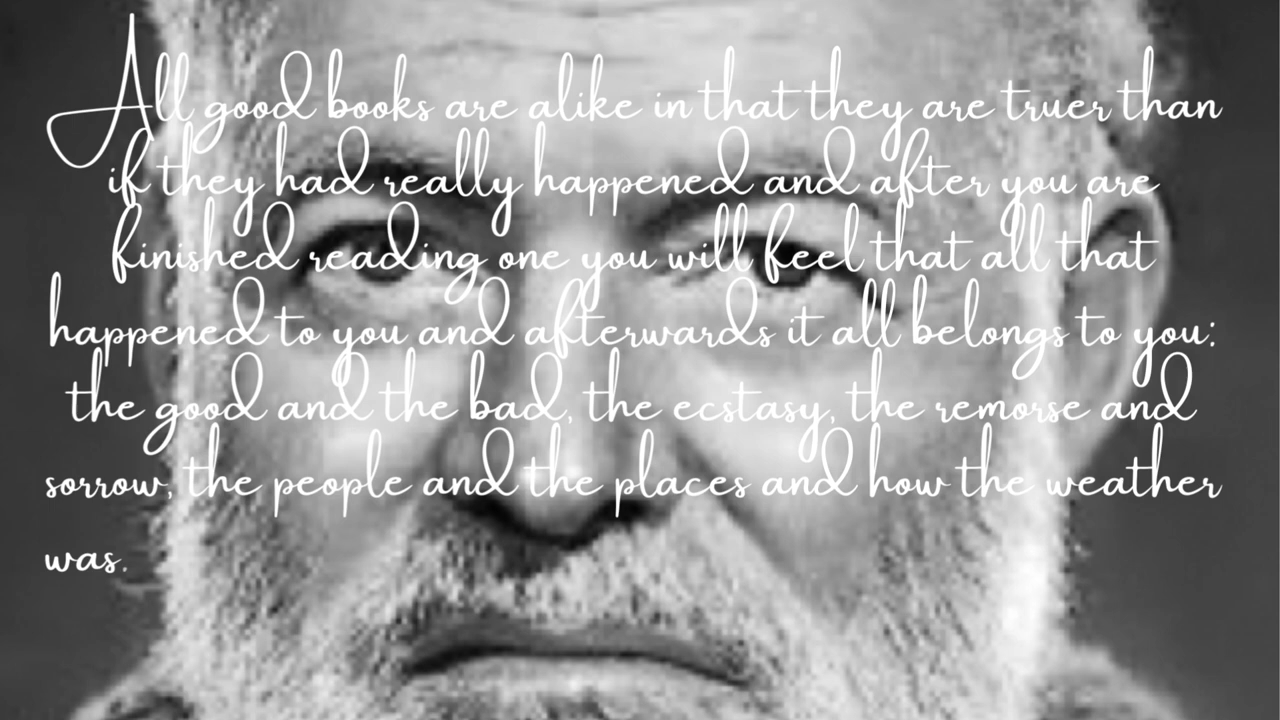 All good books are alike in that they are truer than
if they had really happened and after you are
finished reading one you will feel that all that
happened to you and afterwards it all belongs to you:
the good and the bad, the ecstasy, the remorse and
sorrow, the people and the places and how the weather
was.